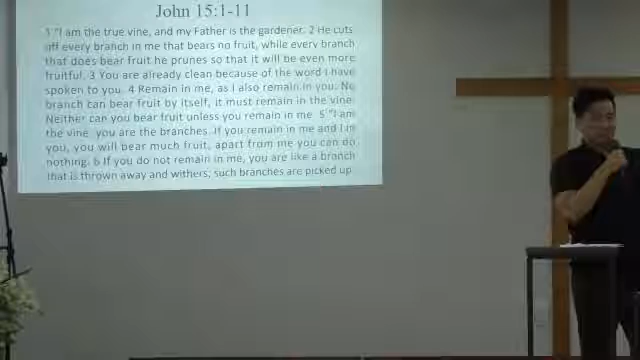 John 15:1-11
1 "I am the true vine, and my Father is the gardener. 2 He cuts
off every branch in me that bears no fruit, while every branch
that does bear fruit he prunes so that it will be even more
fruitful. 3 You are already clean because of the word I have
spoken to you. 4 Remain in me, as I also remain in you. No
branch can bear fruit by itself, it must remain in the vine.
Neither can you bear fruit unless you remain in me. 5 "I am
the vine, you are the branches. If you remain in me and I in
you, you will bear much fruit, apart from me you can do
nothing. 6 If you do not remain in me, you are like a branch
that is thrown away and withers, such branches are picked up